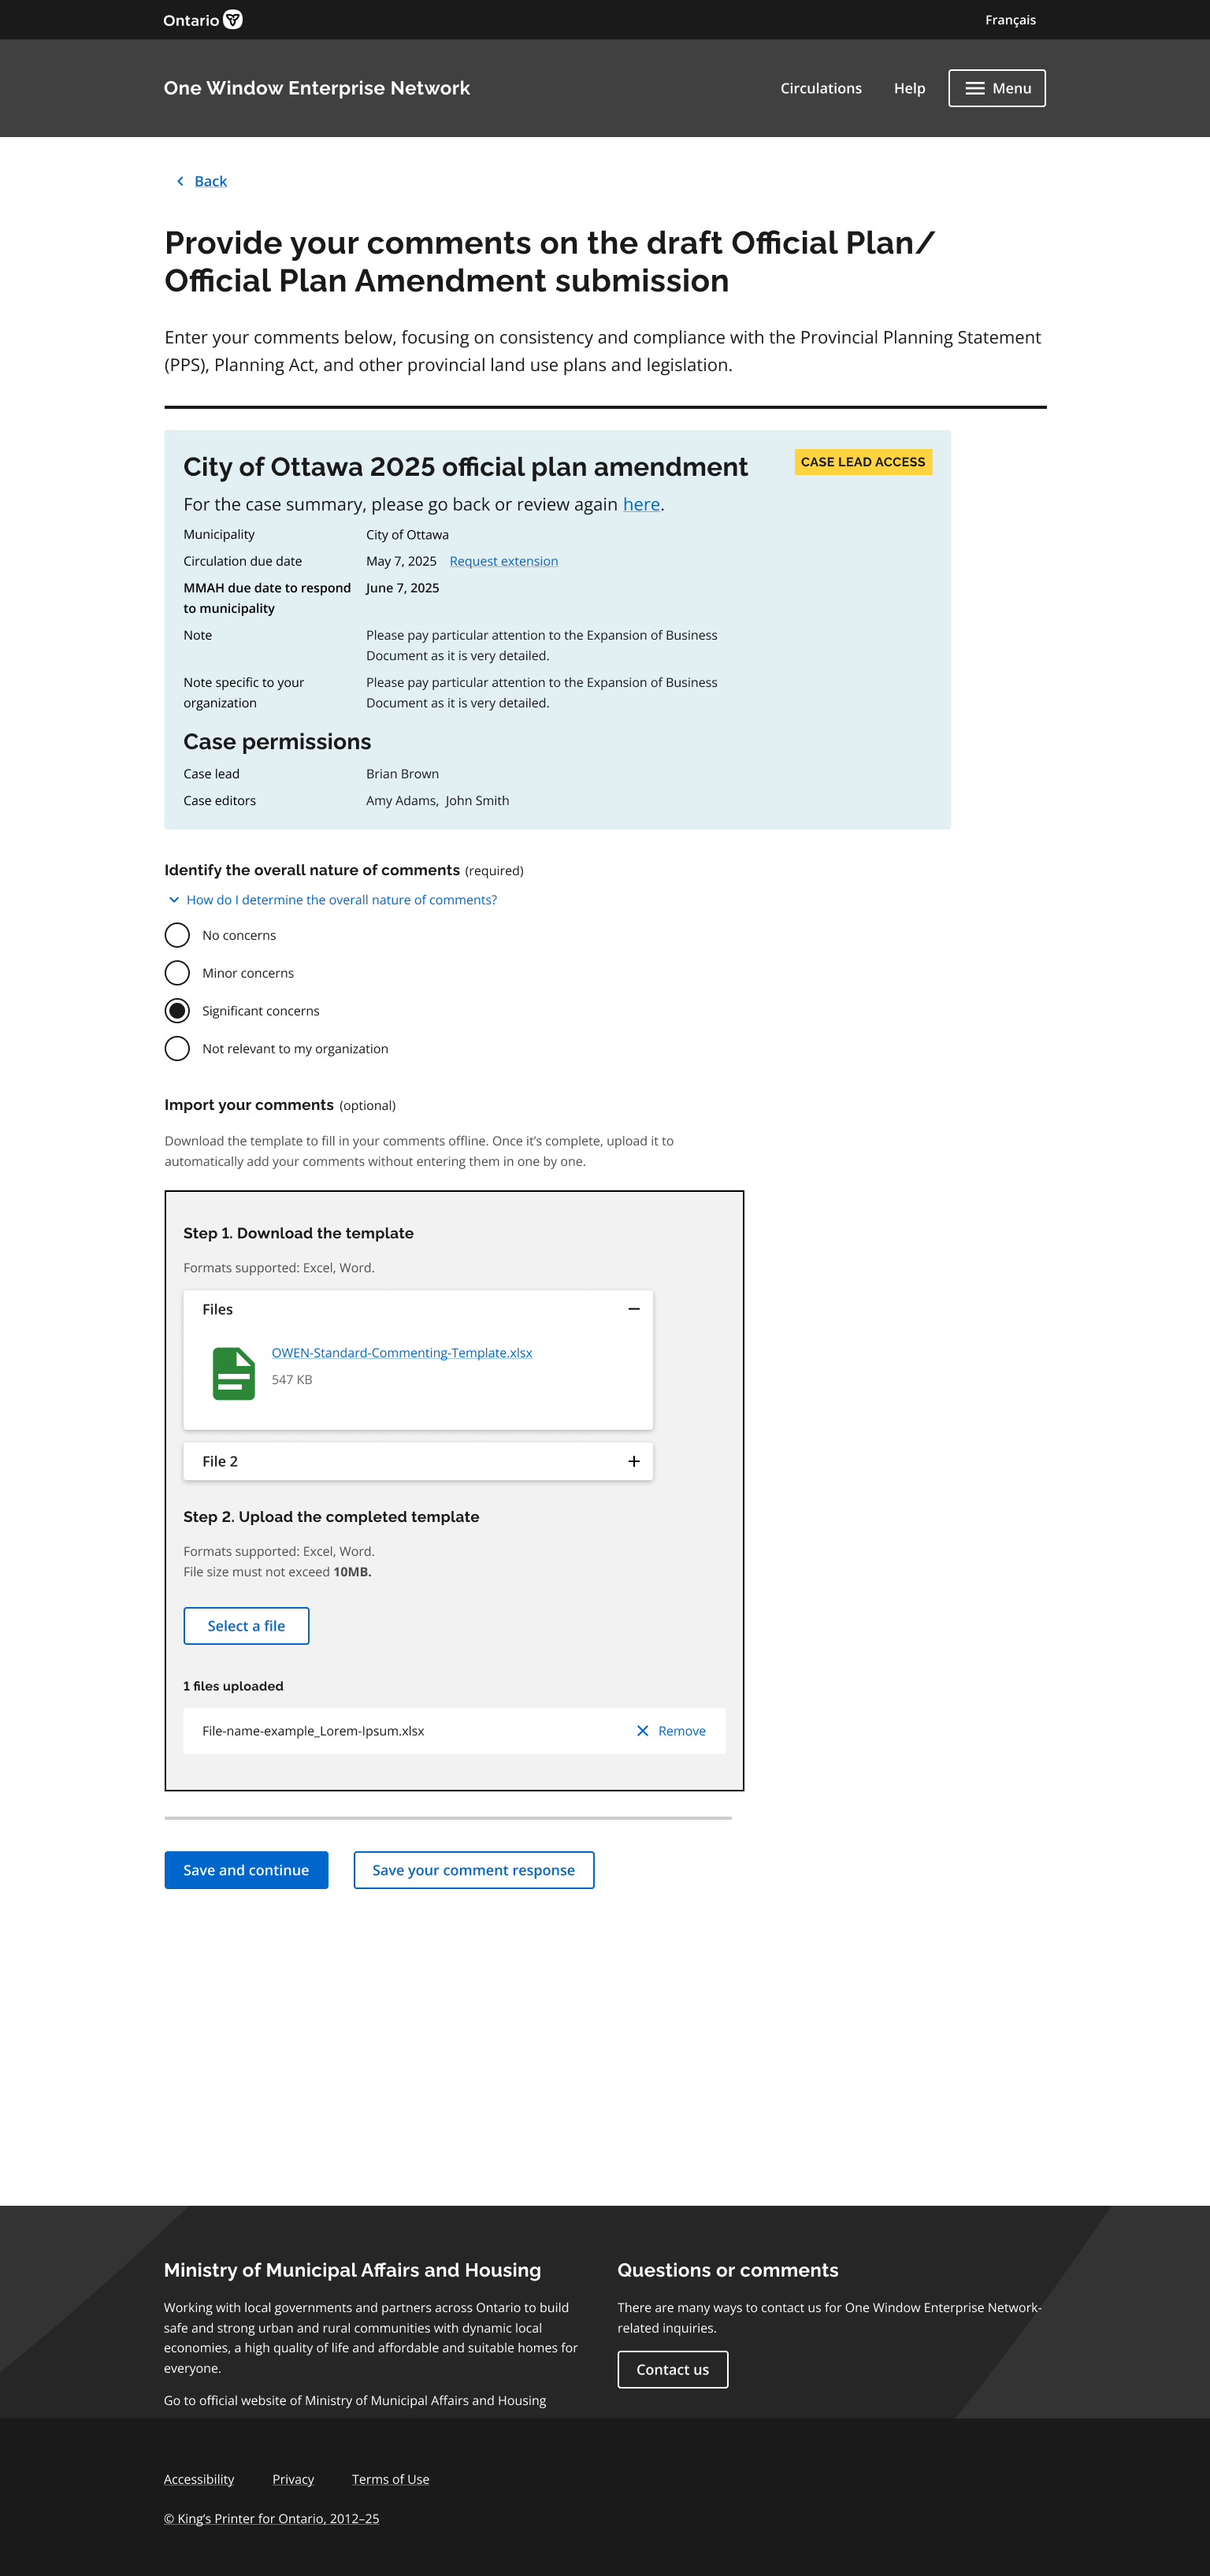 Ontario
Français
One Window Enterprise Network
Circulations
Help
Menu
Back
Provide your comments on the draft Official Plan/
Official Plan Amendment submission
Enter your comments below, focusing on consistency and compliance with the Provincial Planning Statement
(PPS), Planning Act, and other provincial land use plans and legislation.
City of Ottawa 2025 official plan amendment
CASE LEAD ACCESS
For the case summary, please go back or review again here.
Municipality
City of Ottawa
Circulation due date
May 7, 2025 Request extension
MMAH due date to respond
to municipality
June 7, 2025
Note
Please pay particular attention to the Expansion of Business
Document as it is very detailed.
Note specific to your
organization
Please pay particular attention to the Expansion of Business
Document as it is very detailed.
Case permissions
Case lead
Brian Brown
Case editors
Amy Adams, John Smith
Identify the overall nature of comments (required)
How do I determine the overall nature of comments?
No concerns
Minor concerns
Significant concerns
Not relevant to my organization
Import your comments (optional)
Download the template to fill in your comments offline. Once it’s complete, upload it to
automatically add your comments without entering them in one by one.
Step 1. Download the template
Formats supported: Excel, Word.
Files
OWEN-Standard-Commenting-Template.xlsx
547 KB
File 2
Step 2. Upload the completed template
Formats supported: Excel, Word.
File size must not exceed 10MB.
Select a file
1 files uploaded
File-name-example_Lorem-Ipsum.xlsx
Remove
Save and continue
Save your comment response
Ministry of Municipal Affairs and Housing
Working with local governments and partners across Ontario to build
safe and strong urban and rural communities with dynamic local
economies, a high quality of life and affordable and suitable homes for
everyone.
Go to official website of Ministry of Municipal Affairs and Housing
Questions or comments
There are many ways to contact us for One Window Enterprise Network-
related inquiries.
Contact us
Accessibility
Privacy
Terms of Use
© King’s Printer for Ontario, 2012–25